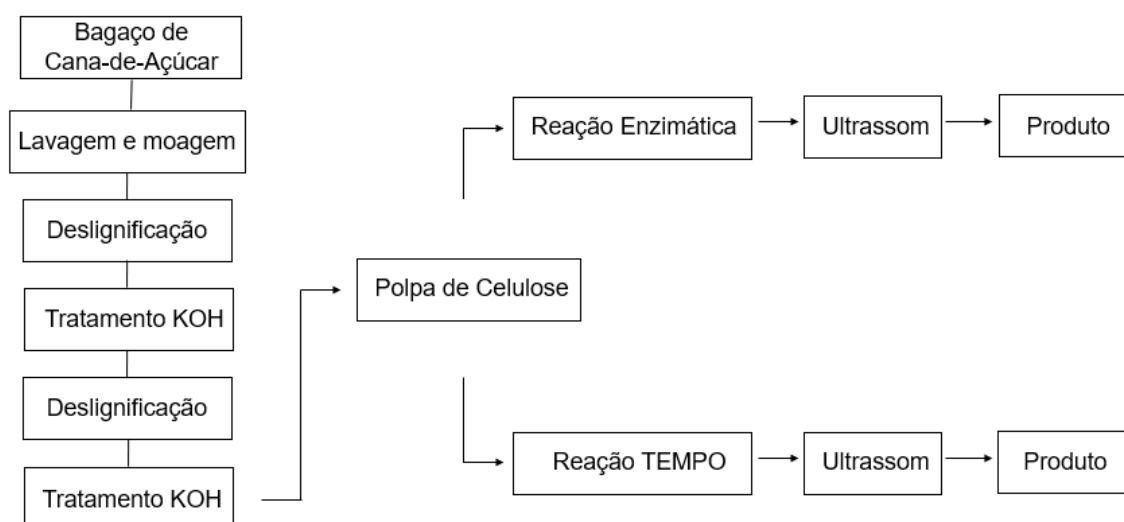 Bagaço de
Cana-de-Açúcar
Lavagem e moagem
Deslignificação
Tratamento KOH
Deslignificação
Tratamento KOH
Polpa de Celulose
Reação Enzimática
Ultrassom
Produto
Reação TEMPO
Ultrassom
Produto